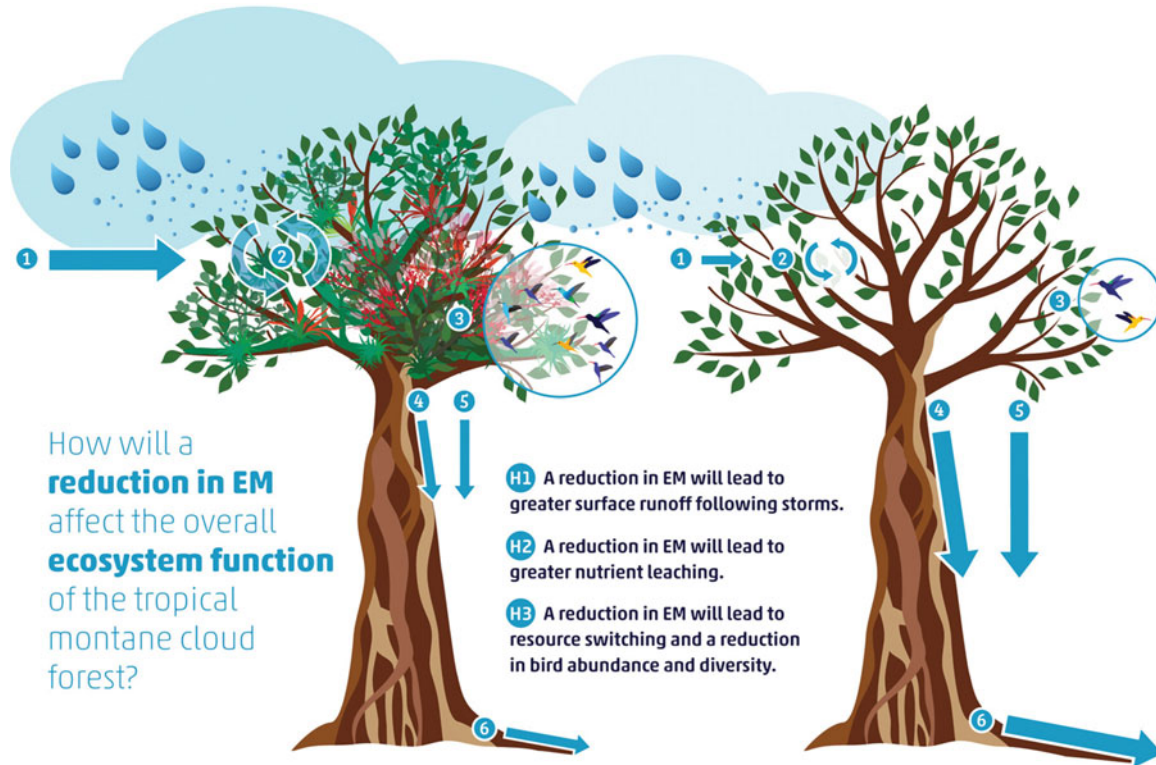 1
2
3
4
5
6
1
2
3
4
5
6
How will a
reduction in EM
affect the overall
ecosystem function
of the tropical
montane cloud
forest?
H1 A reduction in EM will lead to
greater surface runoff following storms.
H2 A reduction in EM will lead to
greater nutrient leaching.
H3 A reduction in EM will lead to
resource switching and a reduction
in bird abundance and diversity.